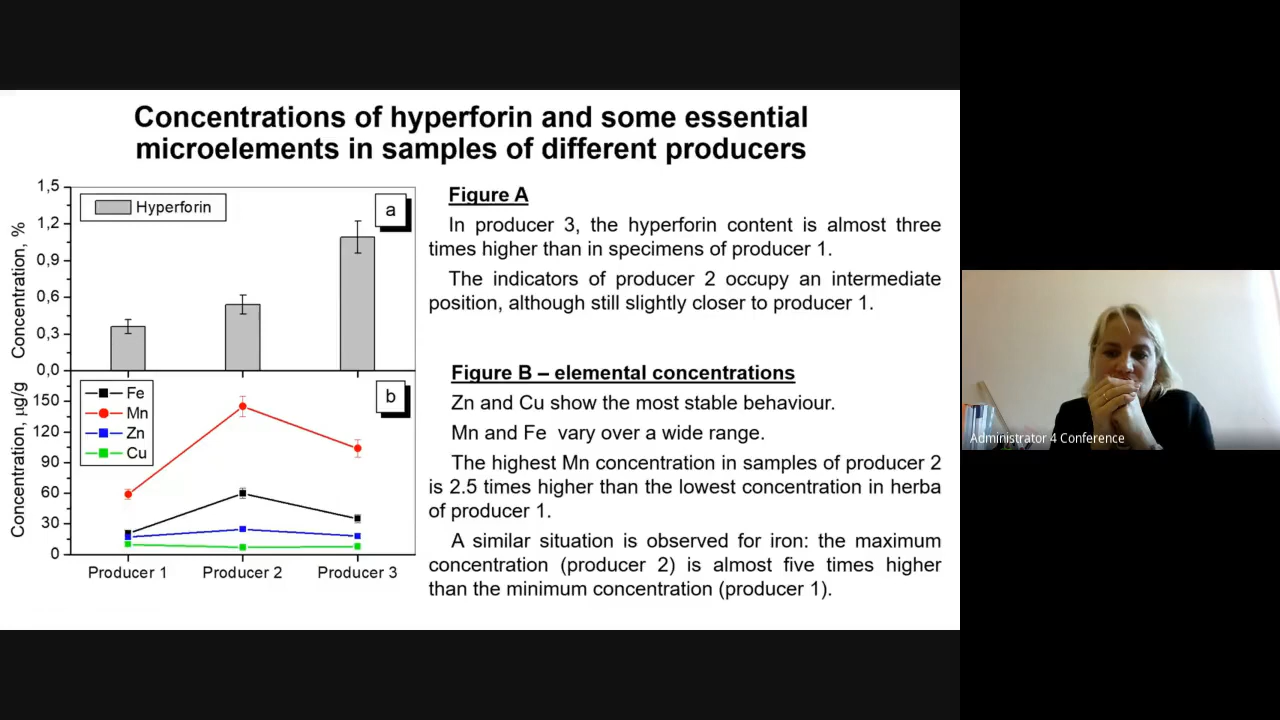 Concentrations of hyperforin and some essential
microelements in samples of different producers
1,5
1,2
0,9
0,6
0,3
0,0
Concentration, %
Hyperforin
a
150
120
90
60
30
0
Concentration, µg/g
Fe
Mn
Zn
Cu
b
Producer 1 Producer 2 Producer 3
Figure A
In producer 3, the hyperforin content is almost three
times higher than in specimens of producer 1.
The indicators of producer 2 occupy an intermediate
position, although still slightly closer to producer 1.
Figure B – elemental concentrations
Zn and Cu show the most stable behaviour.
Mn and Fe vary over a wide range.
The highest Mn concentration in samples of producer 2
is 2.5 times higher than the lowest concentration in herba
of producer 1.
A similar situation is observed for iron: the maximum
concentration (producer 2) is almost five times higher
than the minimum concentration (producer 1).
Administrator 4 Conference